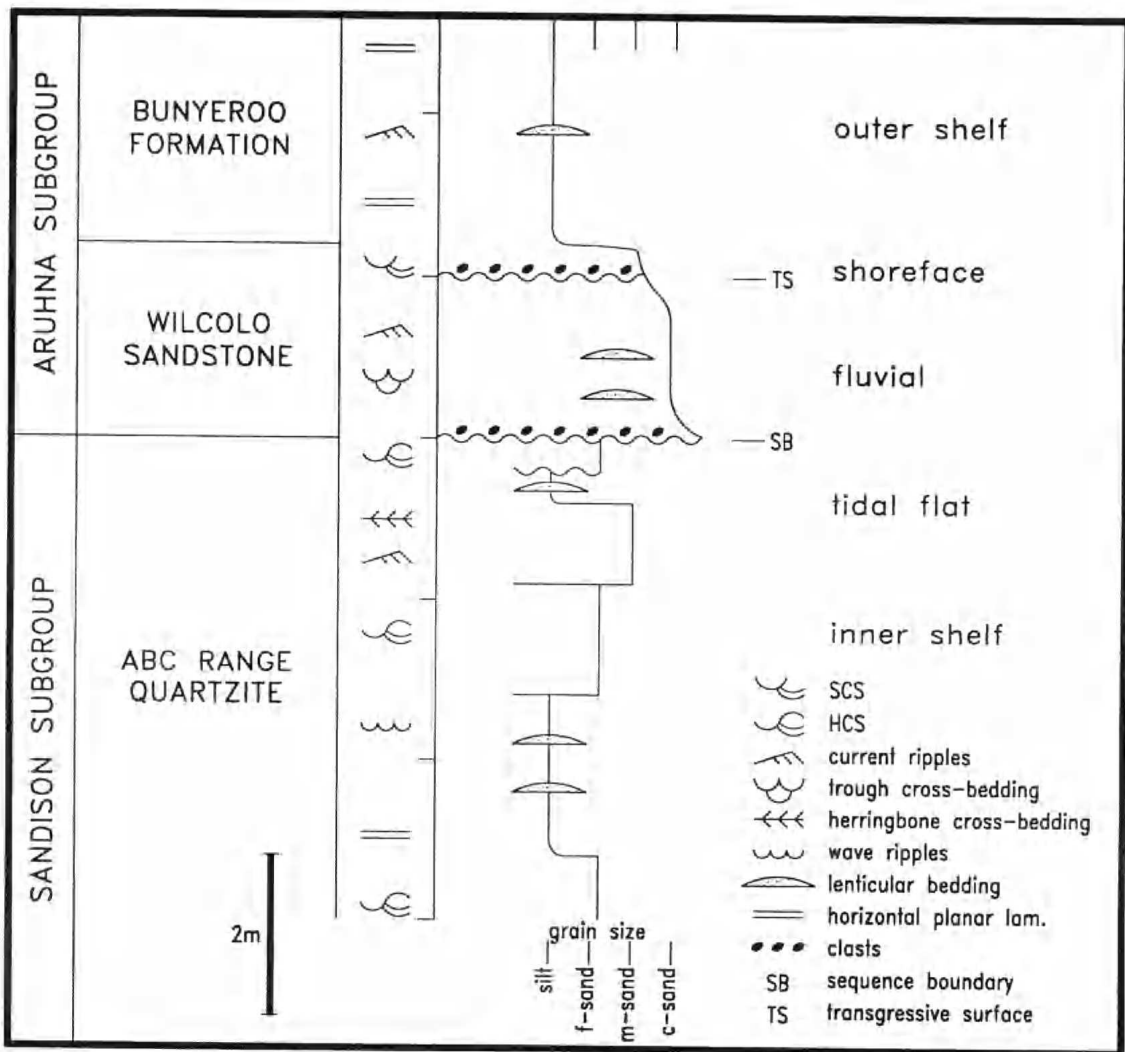 ARUHNA SUBGROUP
SANDISON SUBGROUP
BUNYEROO
FORMATION
WILCOLO
SANDSTONE
ABC RANGE
QUARTZITE
2m
outer shelf
TS
shoreface
fluvial
SB
tidal flat
inner shelf
SCS
HCS
current ripples
trough cross-bedding
herringbone cross-bedding
wave ripples
lenticular bedding
horizontal planar lam.
clasts
SB sequence boundary
TS transgressive surface
grain size
silt
f-sand
m-sand
c-sand